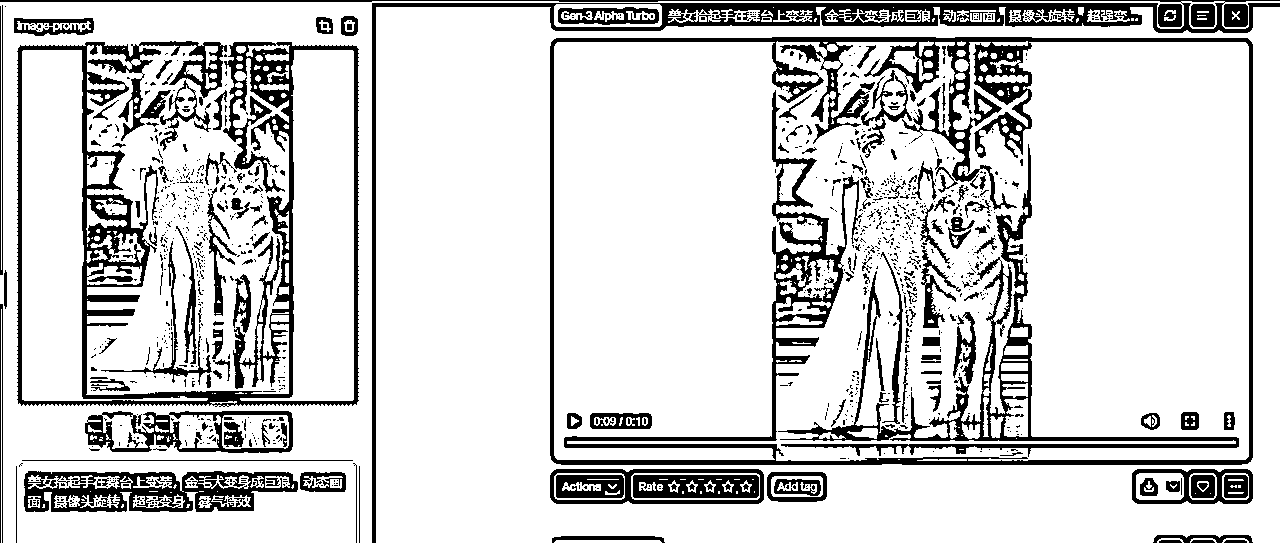 Image-prompt
Gen-3 Alpha Turbo 美女抬起手在舞台上变装，金毛犬变身成巨狼，动态画面，摄像头旋转，超强变...
0:09 / 0:10
Actions
Rate
Add tag
美女抬起手在舞台上变装，金毛犬变身成巨狼，动态画
面，摄像头旋转，超强变身，雾气特效